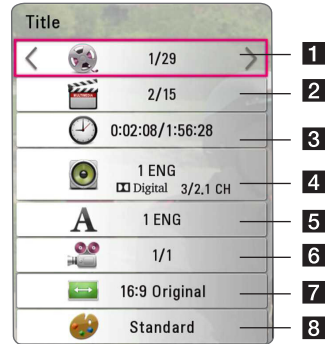 Title
1/29 1
2/15 2
0:02:08/1:56:28 3
1 ENG
Digital 3/2.1 CH 4
A 1 ENG 5
1/1 6
16:9 Original 7
Standard 8